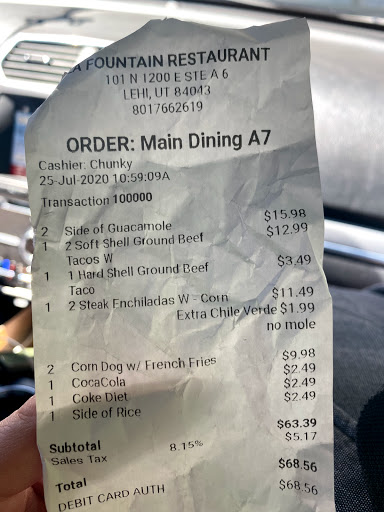 A FOUNTAIN RESTAURANT
101 N 1200 E STE A 6
LEHI, UT 84043
8017662619
ORDER: Main Dining A7
Cashier: Chunky
25-Jul-2020 10:59:09A
Transaction 100000
2 Side of Guacamole $15.98
1 2 Soft Shell Ground Beef $12.99
Tacos W
1 1 Hard Shell Ground Beef $3.49
Taco
1 2 Steak Enchiladas W - Corn $11.49
Extra Chile Verde $1.99
no mole
2 Corn Dog w/ French Fries $9.98
1 CocaCola $2.49
1 Coke Diet $2.49
1 Side of Rice $2.49
Subtotal $63.39
Sales Tax 8.15% $5.17
Total $68.56
DEBIT CARD AUTH $68.56